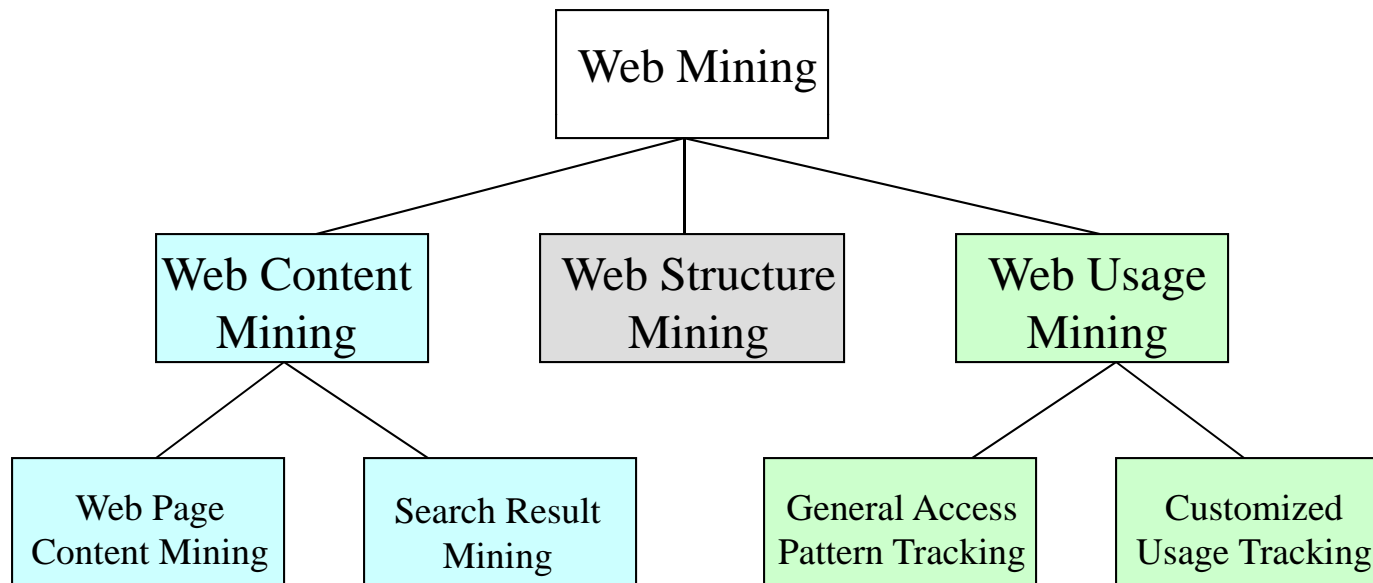 Web Mining
Web Content
Mining
Web Structure
Mining
Web Usage
Mining
Web Page
Content Mining
Search Result
Mining
General Access
Pattern Tracking
Customized
Usage Tracking